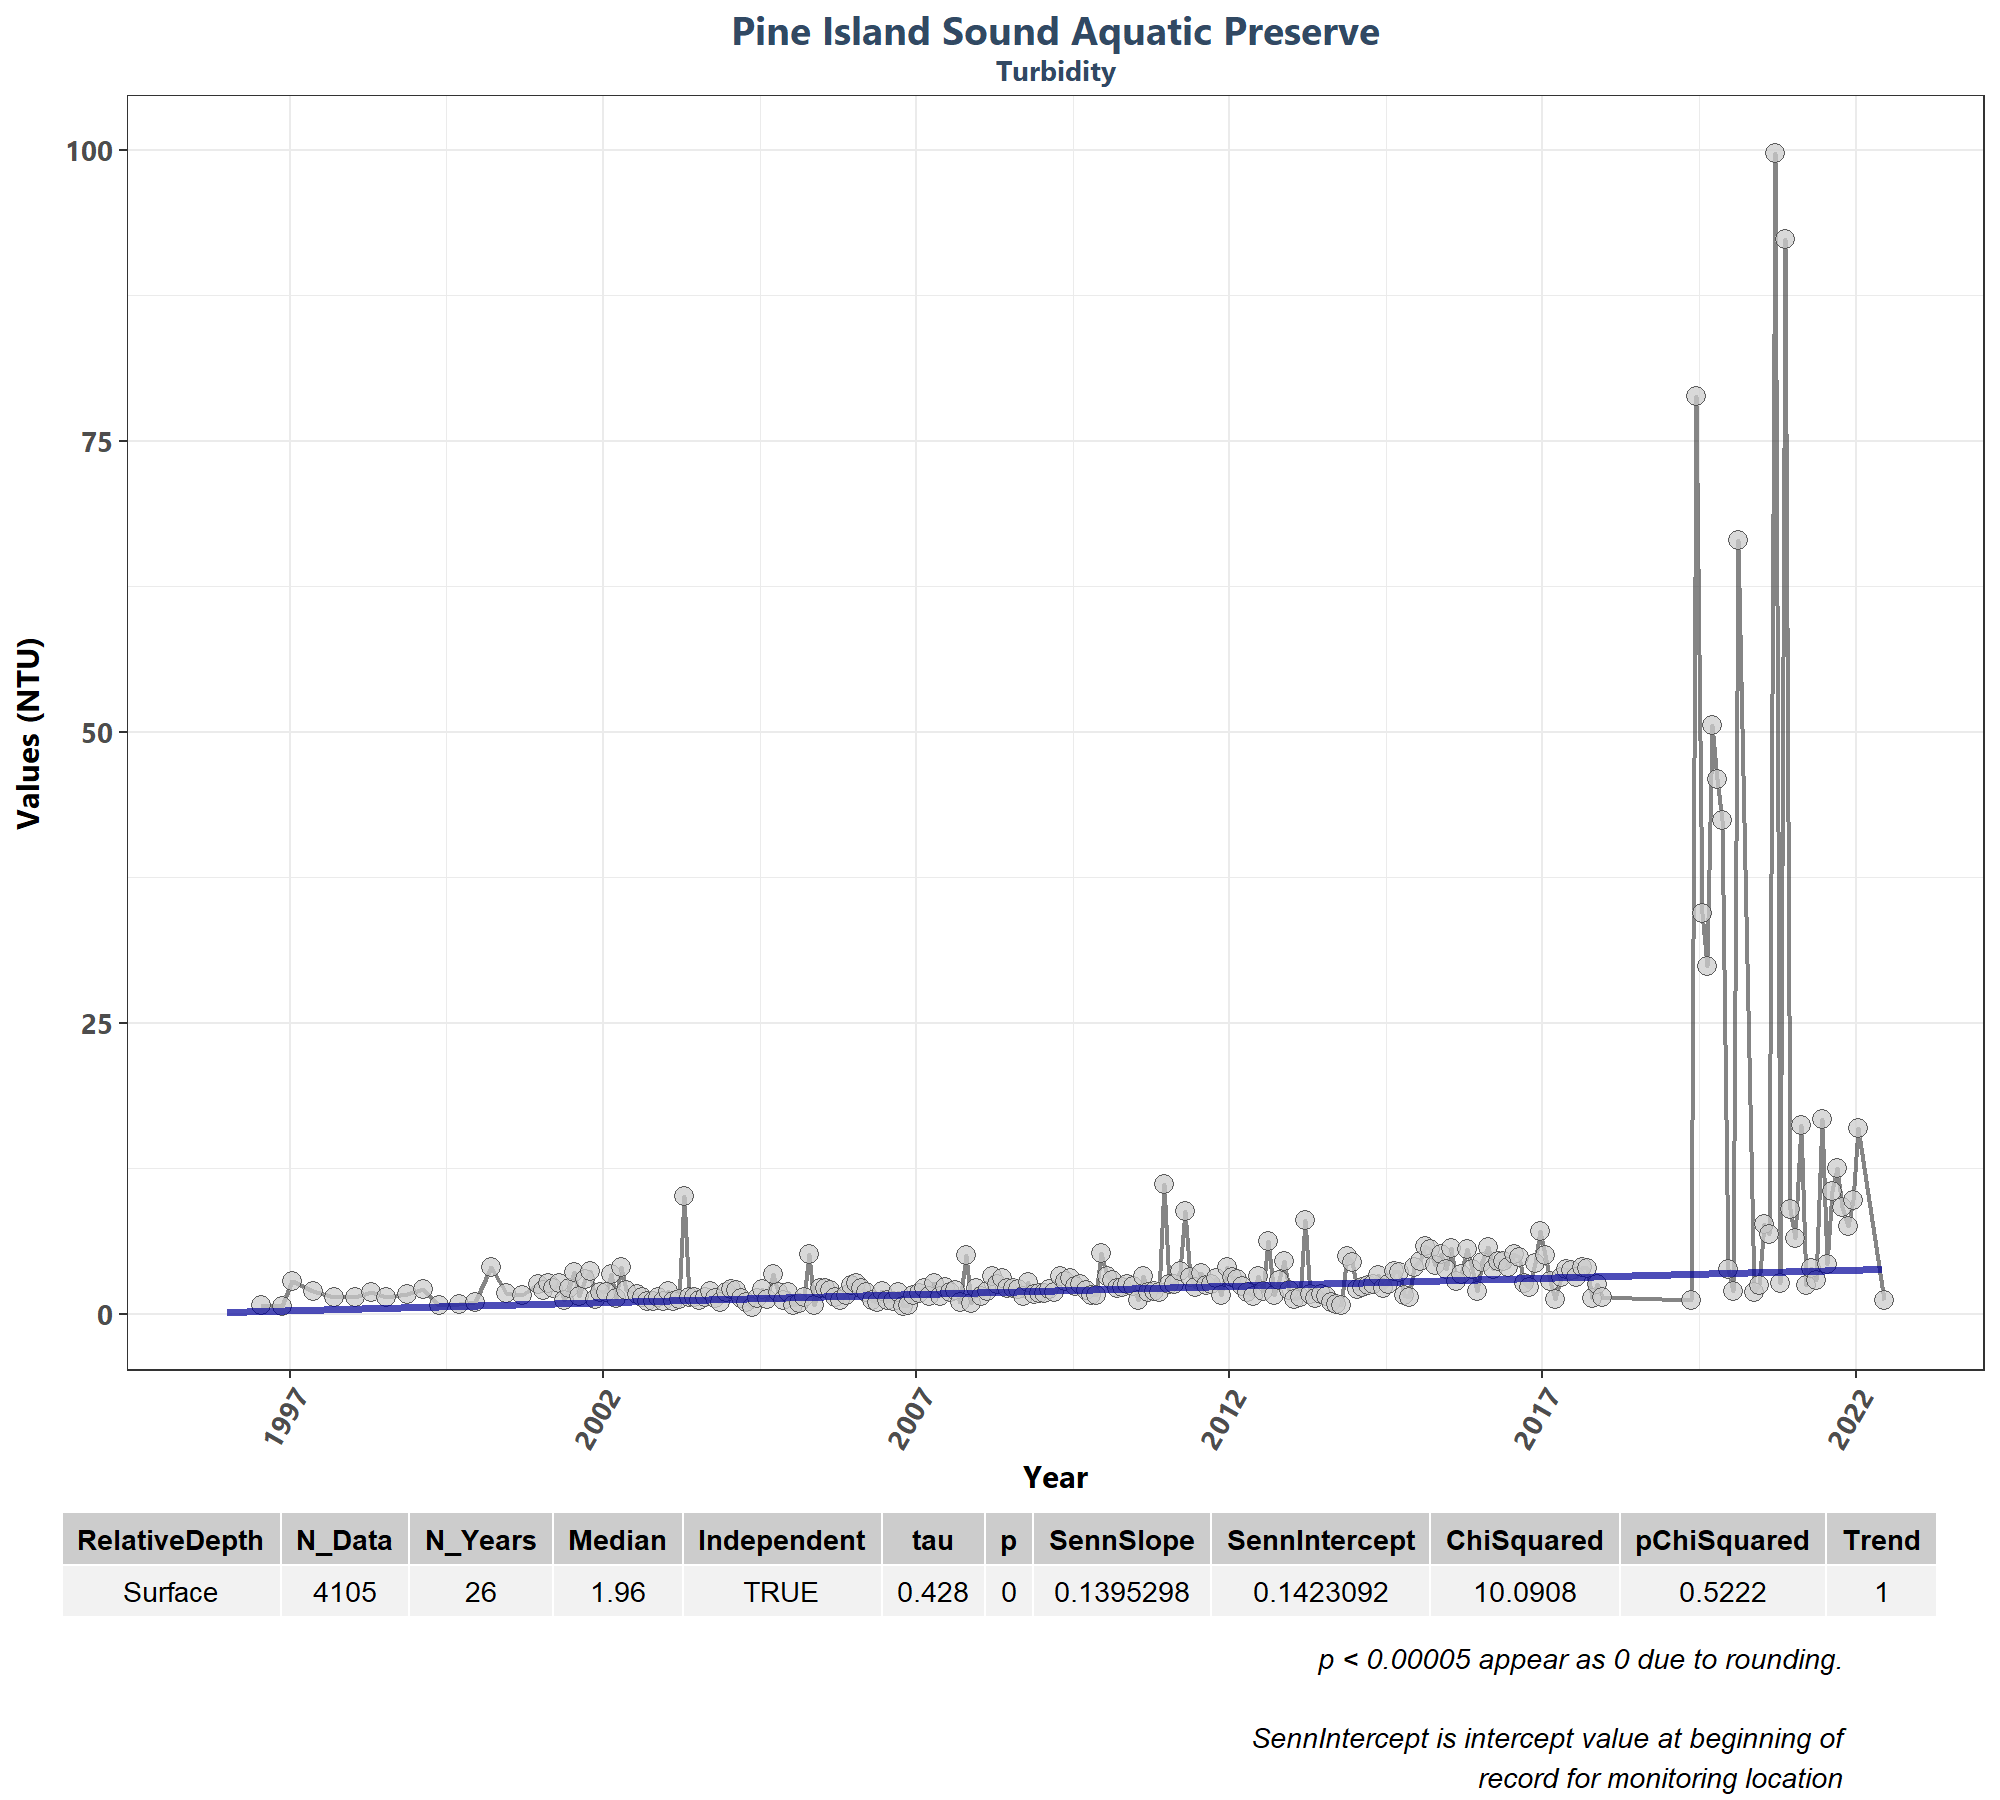 Pine Island Sound Aquatic Preserve
Turbidity
Values (NTU)
100
75
50
25
0
1997 2002 2007 2012 2017 2022
Year
RelativeDepth N_Data N_Years Median Independent tau p SennSlope SennIntercept ChiSquared pChiSquared Trend
Surface 4105 26 1.96 TRUE 0.428 0 0.1395298 0.1423092 10.0908 0.5222 1
p < 0.00005 appear as 0 due to rounding.
SennIntercept is intercept value at beginning of
record for monitoring location